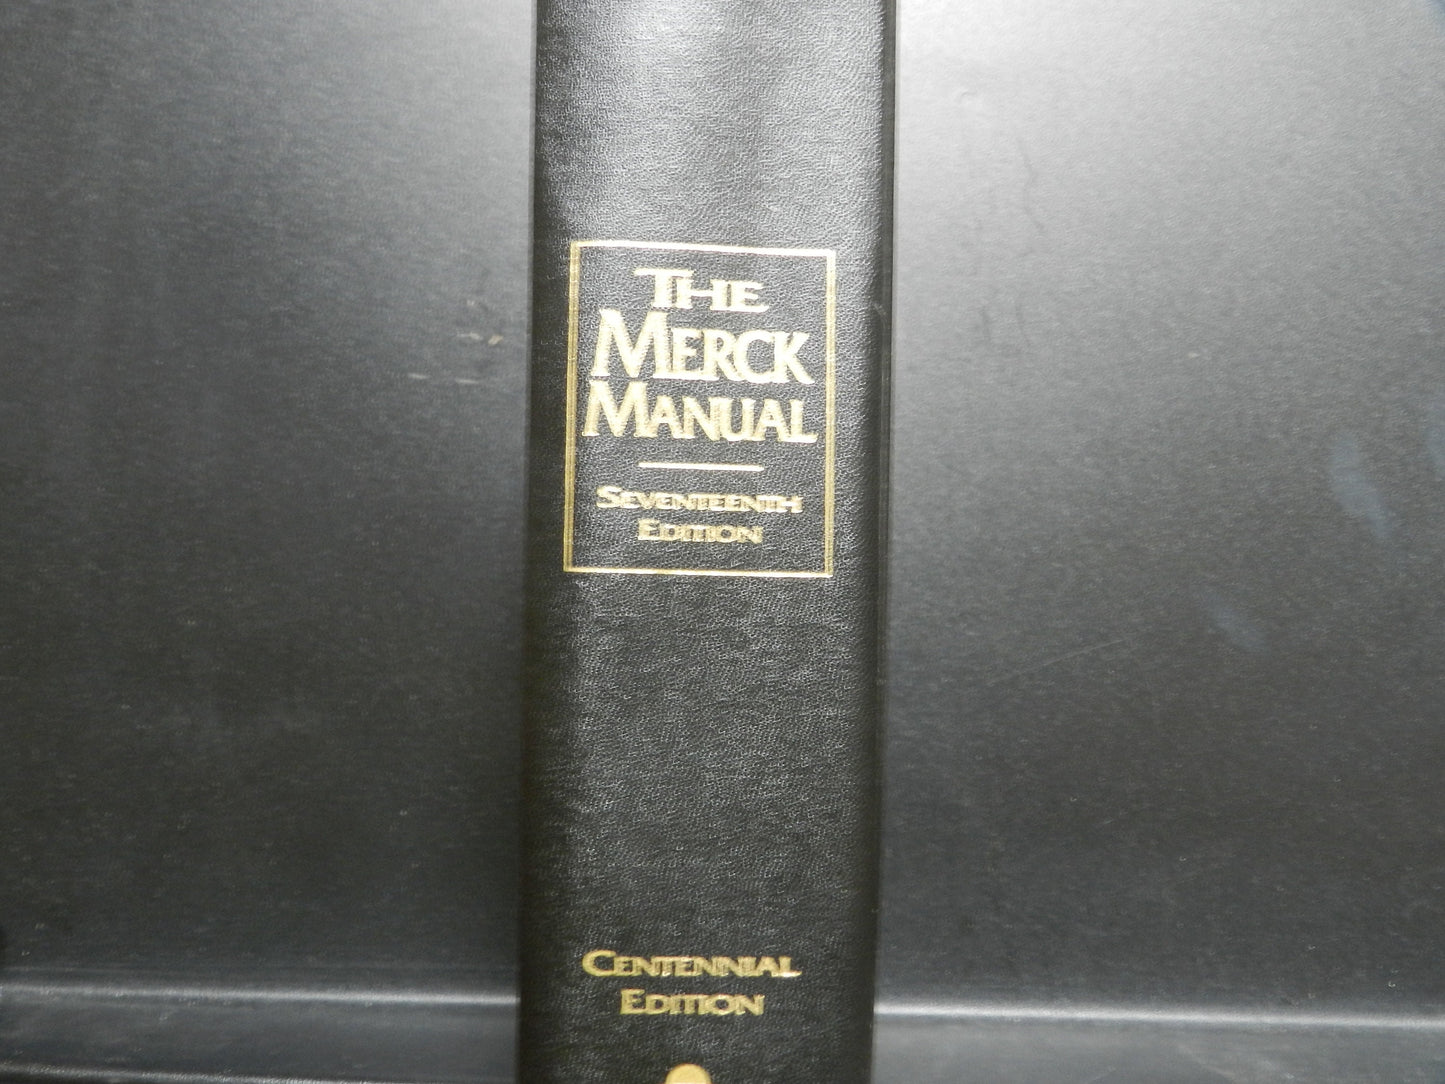 THE
MERCK
MANUAL
SEVENTEENTH
EDITION
CENTENNIAL
EDITION